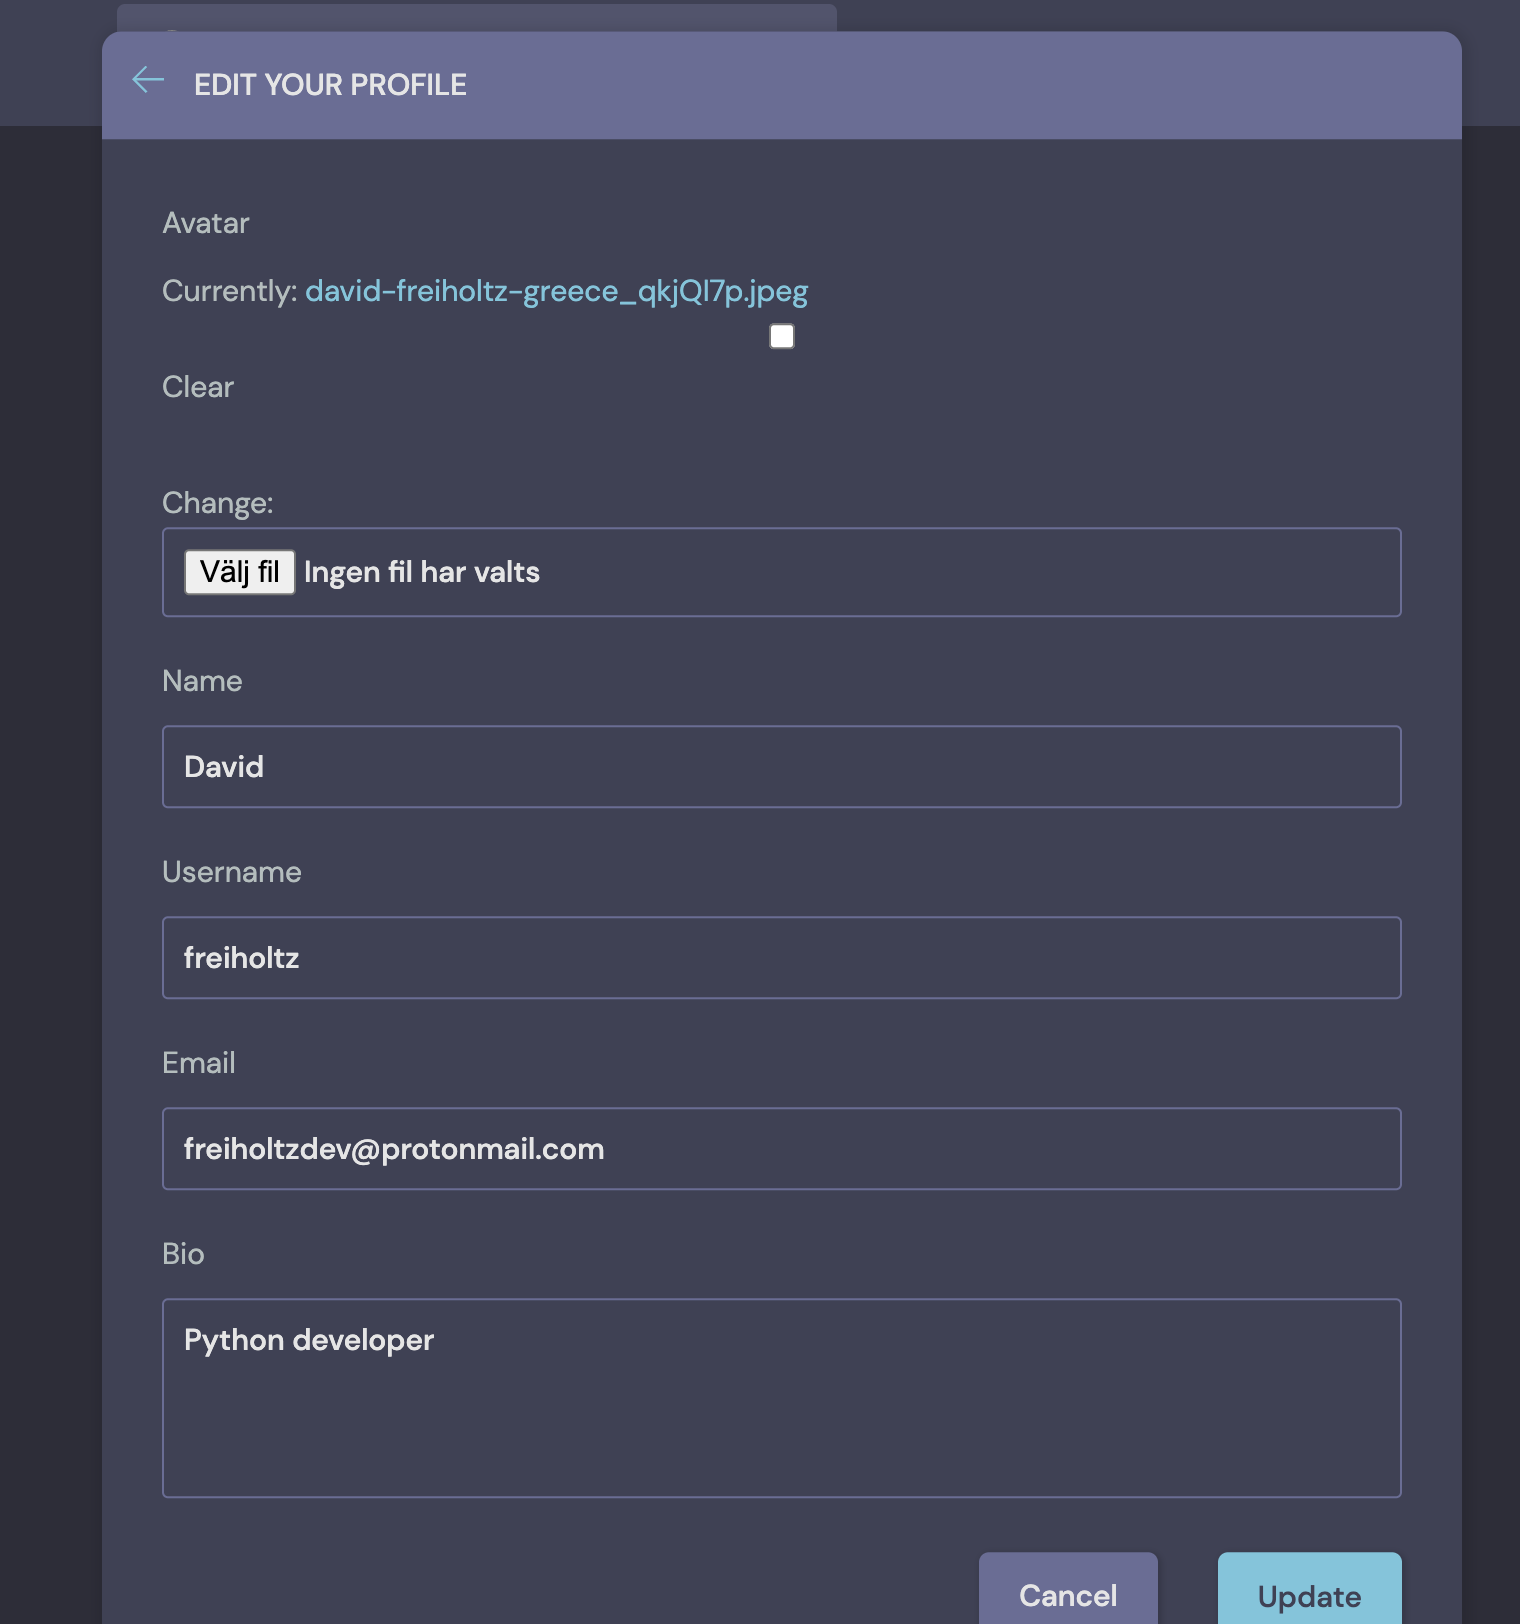 EDIT YOUR PROFILE
Avatar
Currently: david-freiholtz-greece_qkjQI7p.jpeg
Clear
Change:
Välj fil Ingen fil har valts
Name
David
Username
freiholtz
Email
freiholtzdev@protonmail.com
Bio
Python developer
Cancel Update